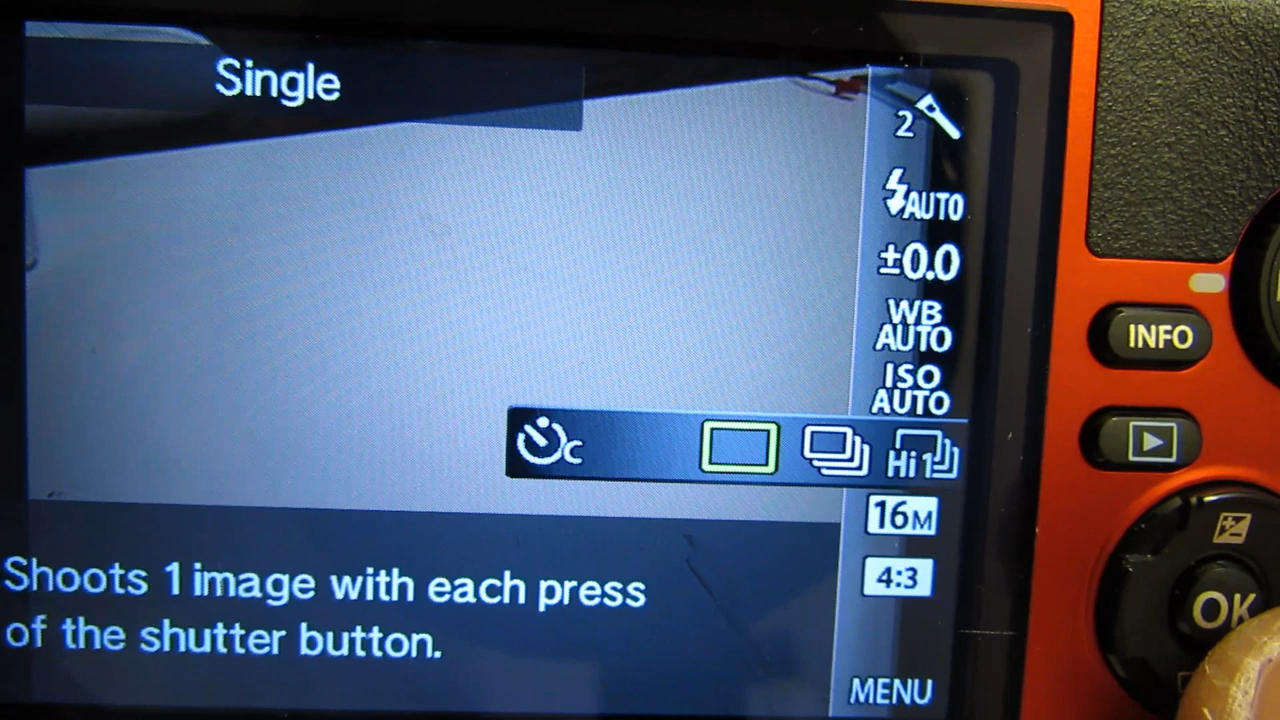 Single
2
AUTO
±0.0
WB
AUTO
ISO
AUTO
C
Hi 1
16M
4:3
Shoots 1 image with each press
of the shutter button.
MENU
INFO
OK